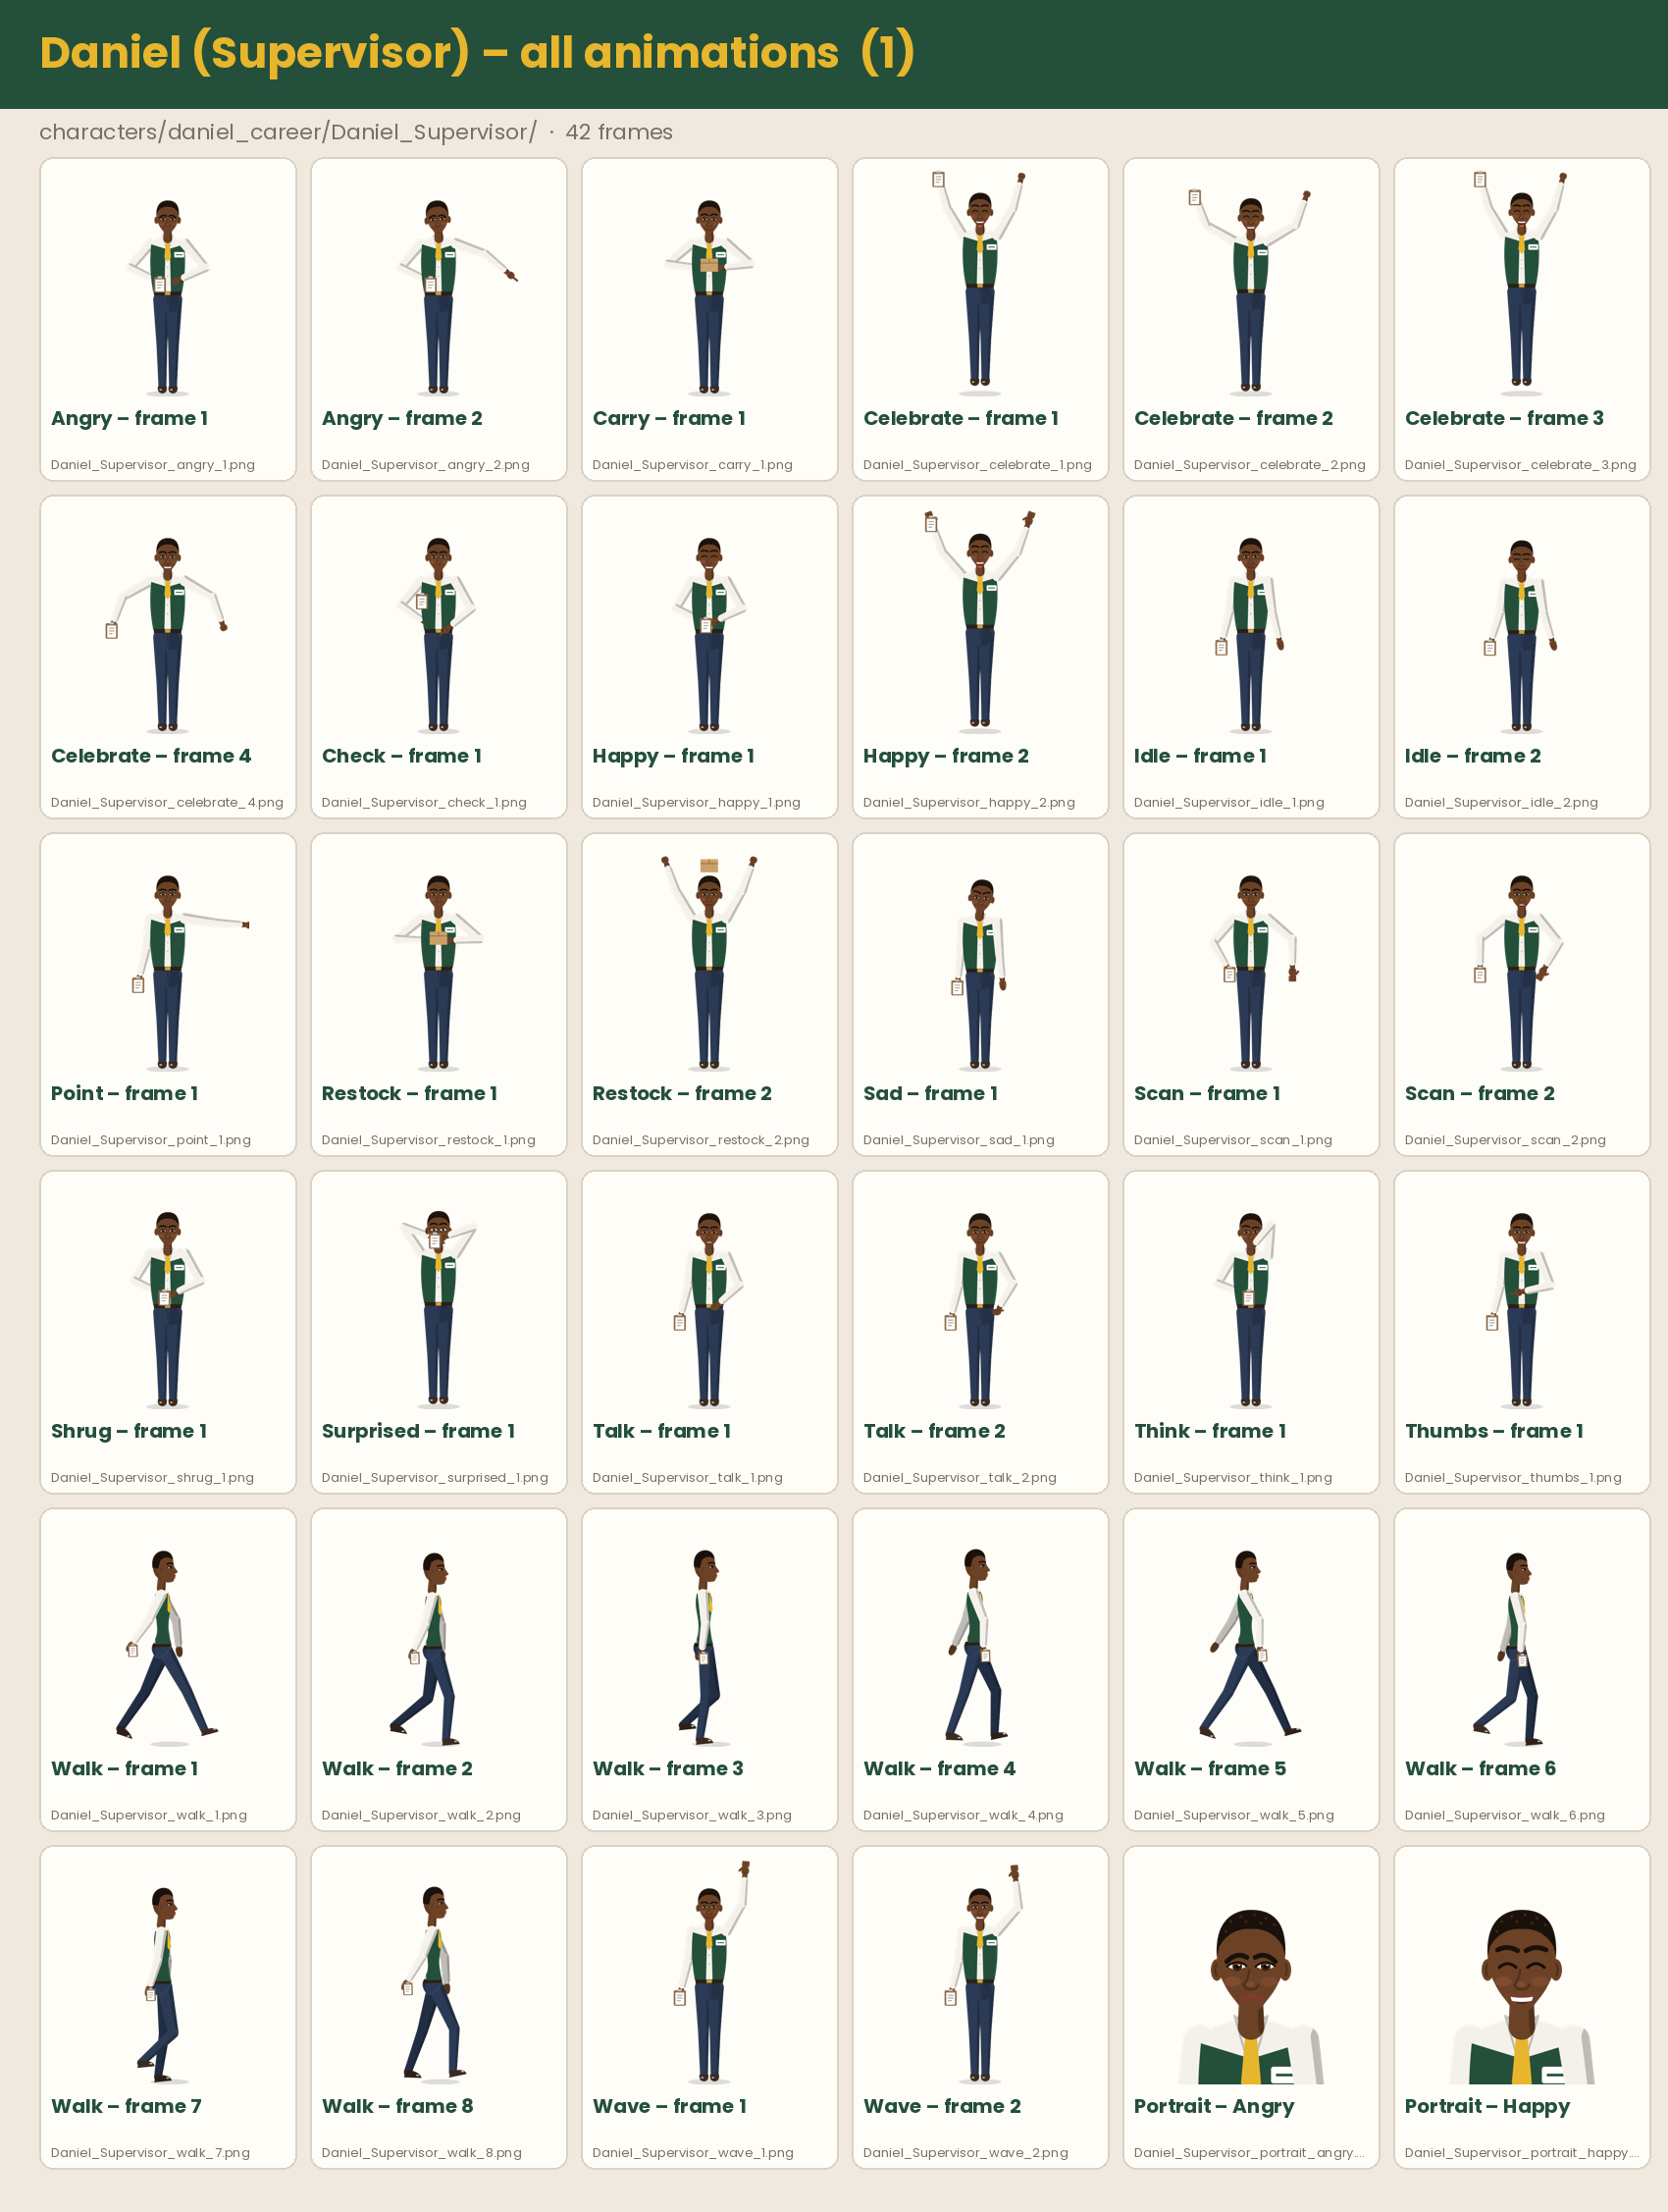 Daniel (Supervisor) – all animations (1)
characters/daniel_career/Daniel_Supervisor/ · 42 frames
Angry – frame 1
Daniel_Supervisor_angry_1.png
Angry – frame 2
Daniel_Supervisor_angry_2.png
Carry – frame 1
Daniel_Supervisor_carry_1.png
Celebrate – frame 1
Daniel_Supervisor_celebrate_1.png
Celebrate – frame 2
Daniel_Supervisor_celebrate_2.png
Celebrate – frame 3
Daniel_Supervisor_celebrate_3.png
Celebrate – frame 4
Daniel_Supervisor_celebrate_4.png
Check – frame 1
Daniel_Supervisor_check_1.png
Happy – frame 1
Daniel_Supervisor_happy_1.png
Happy – frame 2
Daniel_Supervisor_happy_2.png
Idle – frame 1
Daniel_Supervisor_idle_1.png
Idle – frame 2
Daniel_Supervisor_idle_2.png
Point – frame 1
Daniel_Supervisor_point_1.png
Restock – frame 1
Daniel_Supervisor_restock_1.png
Restock – frame 2
Daniel_Supervisor_restock_2.png
Sad – frame 1
Daniel_Supervisor_sad_1.png
Scan – frame 1
Daniel_Supervisor_scan_1.png
Scan – frame 2
Daniel_Supervisor_scan_2.png
Shrug – frame 1
Daniel_Supervisor_shrug_1.png
Surprised – frame 1
Daniel_Supervisor_surprised_1.png
Talk – frame 1
Daniel_Supervisor_talk_1.png
Talk – frame 2
Daniel_Supervisor_talk_2.png
Think – frame 1
Daniel_Supervisor_think_1.png
Thumbs – frame 1
Daniel_Supervisor_thumbs_1.png
Walk – frame 1
Daniel_Supervisor_walk_1.png
Walk – frame 2
Daniel_Supervisor_walk_2.png
Walk – frame 3
Daniel_Supervisor_walk_3.png
Walk – frame 4
Daniel_Supervisor_walk_4.png
Walk – frame 5
Daniel_Supervisor_walk_5.png
Walk – frame 6
Daniel_Supervisor_walk_6.png
Walk – frame 7
Daniel_Supervisor_walk_7.png
Walk – frame 8
Daniel_Supervisor_walk_8.png
Wave – frame 1
Daniel_Supervisor_wave_1.png
Wave – frame 2
Daniel_Supervisor_wave_2.png
Portrait – Angry
Daniel_Supervisor_portrait_angry....
Portrait – Happy
Daniel_Supervisor_portrait_happy....